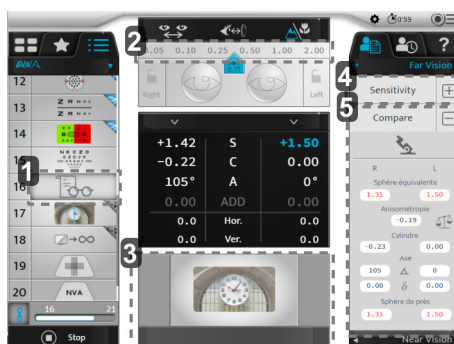 0'59
?
AVA
2
0.05 0.10 0.25 0.50 1.00 2.00
0.12
Right
Left
Far Vision
4
Sensitivity
5
Compare
12
13
Z R H O C
Z R H O C
14
15
N K C Z O
O Z D V K
1
16
17
18
∞
19
20
NVA
16 21
Stop
+1.42 S +1.50
−0.22 C 0.00
105° A 0°
0.00 ADD 0.00
0.0 Hor. 0.0
0.0 Ver. 0.0
3
R L
Sphère équivalente
1.31 1.50
Anisométropie
−0.19
Cylindre
−0.23 0.00
Axe
105 0
0.00 0.00
Sphère de près
1.31 1.50
Near Vision